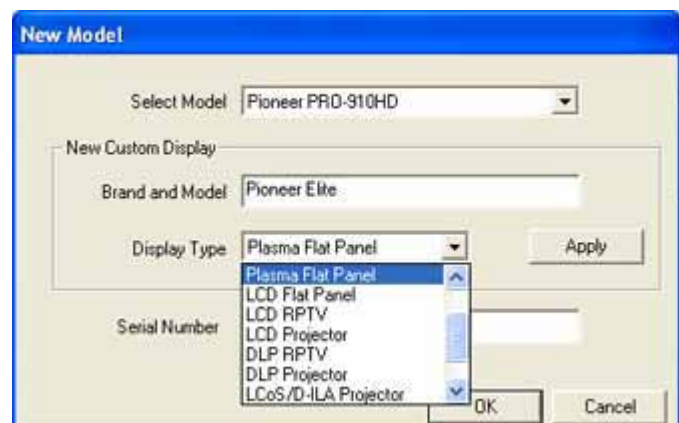 New Model
Select Model Pioneer PRO-910HD
New Custom Display
Brand and Model Pioneer Elite
Display Type Plasma Flat Panel Apply
Plasma Flat Panel
LCD Flat Panel
LCD RPTV
Serial Number
LCD Projector
DLP RPTV
DLP Projector
LCoS/D-ILA Projector
OK Cancel